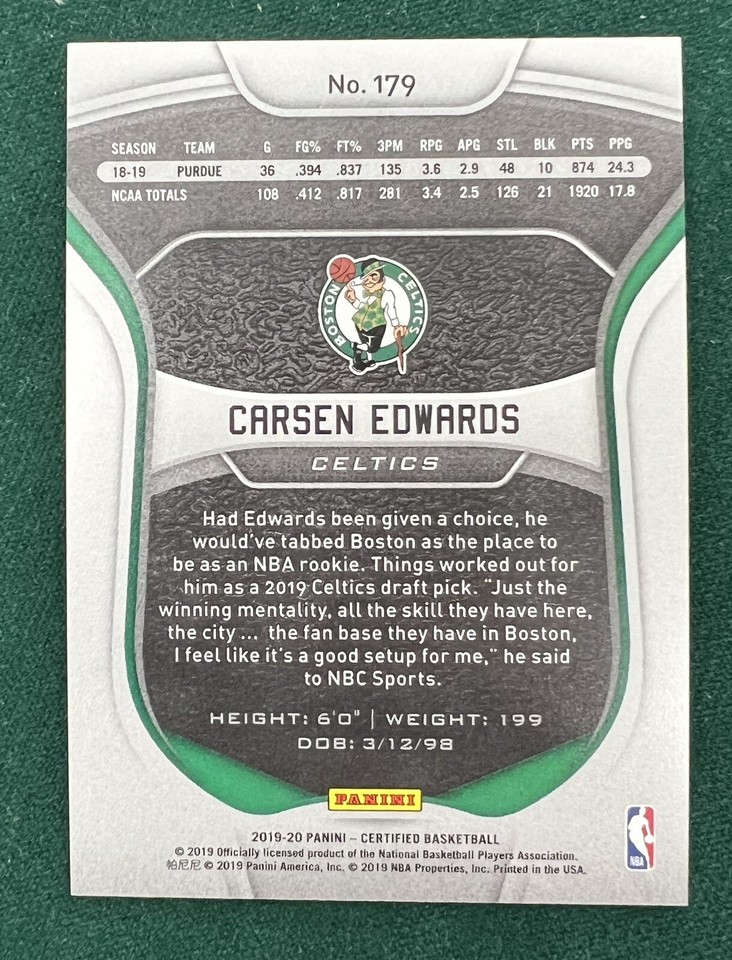 No. 179
SEASON TEAM G FG% FT% 3PM RPG APG STL BLK PTS PPG
18-19 PURDUE 36 .394 .837 135 3.6 2.9 48 10 874 24.3
NCAA TOTALS 108 .412 .817 281 3.4 2.5 126 21 1920 17.8
BOSTON CELTICS
CARSEN EDWARDS
CELTICS
Had Edwards been given a choice, he
would've tabbed Boston as the place to
be as an NBA rookie. Things worked out for
him as a 2019 Celtics draft pick. "Just the
winning mentality, all the skill they have here,
the city ... the fan base they have in Boston,
I feel like it's a good setup for me," he said
to NBC Sports.
HEIGHT: 6'0" | WEIGHT: 199
DOB: 3/12/98
PANINI
2019-20 PANINI – CERTIFIED BASKETBALL
© 2019 Officially licensed product of the National Basketball Players Association.
帕尼尼 © 2019 Panini America, Inc. © 2019 NBA Properties, Inc. Printed in the USA.
NBA